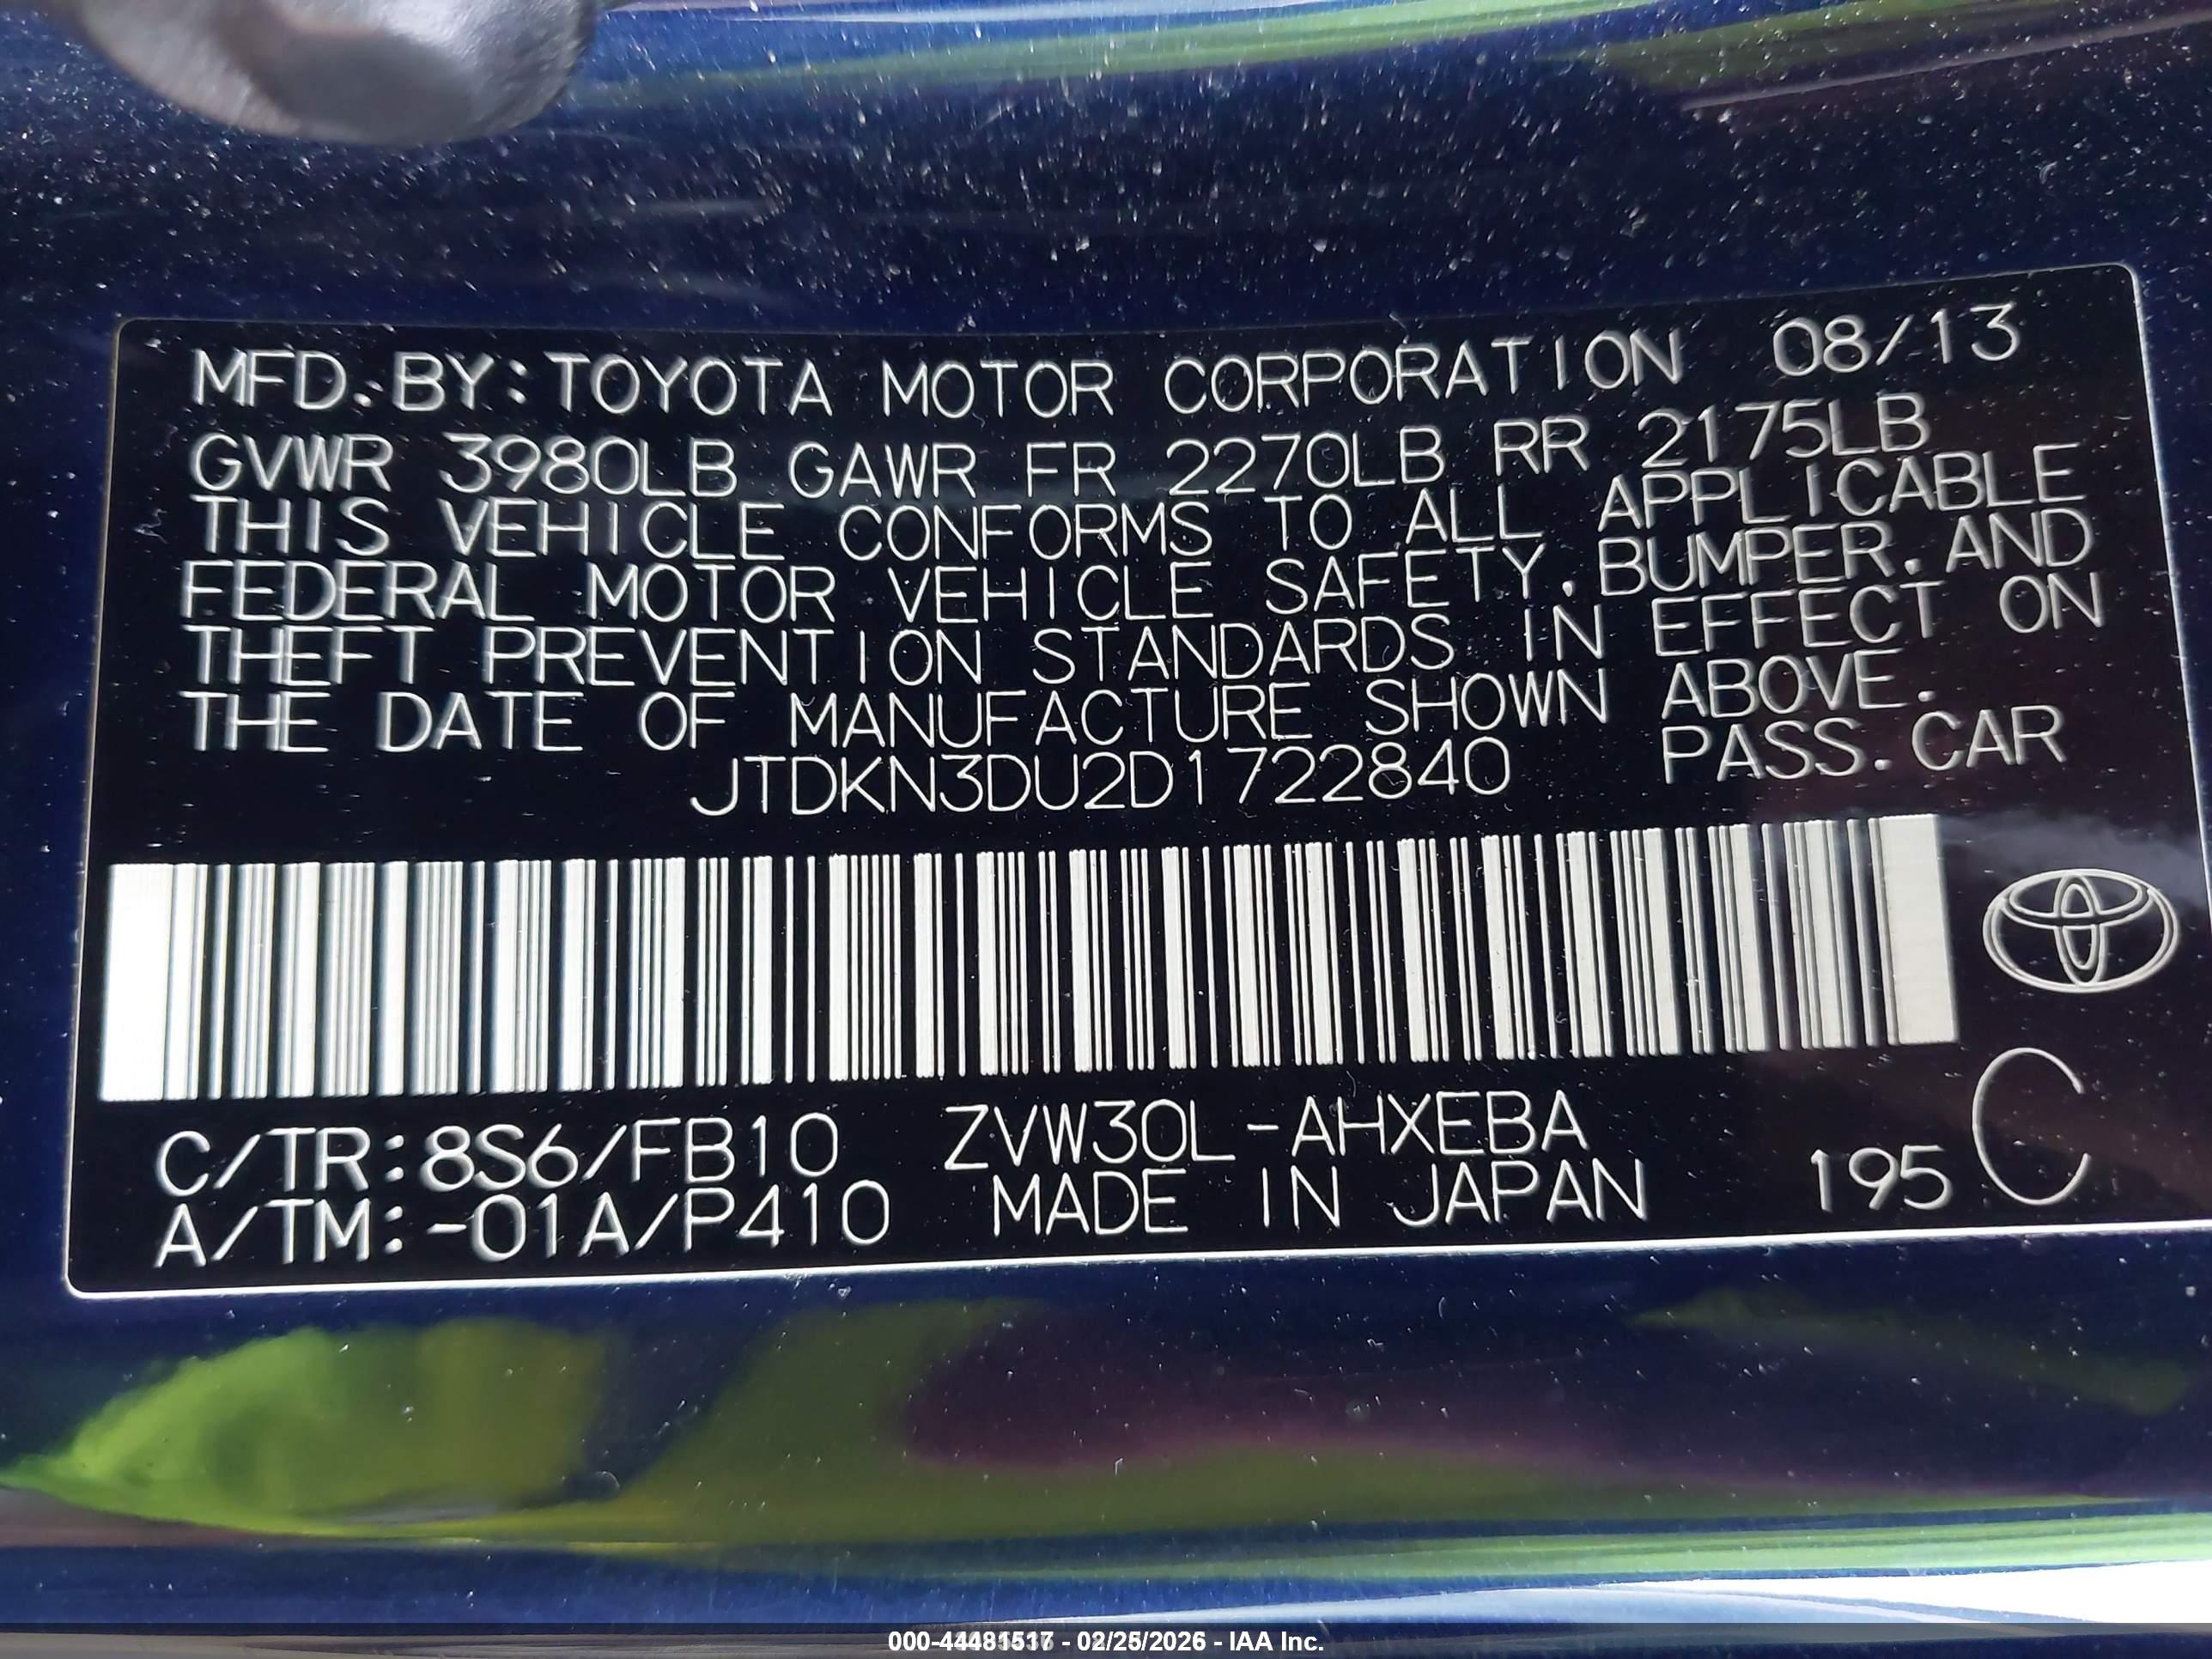 MFD. BY: TOYOTA MOTOR CORPORATION 08/13
GVWR 3980LB GAWR FR 2270LB RR 2175LB
THIS VEHICLE CONFORMS TO ALL APPLICABLE
FEDERAL MOTOR VEHICLE SAFETY, BUMPER, AND
THEFT PREVENTION STANDARDS IN EFFECT ON
THE DATE OF MANUFACTURE SHOWN ABOVE.
JTDKN3DU2D1722840 PASS. CAR
C/TR:8S6/FB10 ZVW30L-AHXEBA
A/TM:-01A/P410 MADE IN JAPAN 195 C
- 02/25/2026 - IAA Inc.